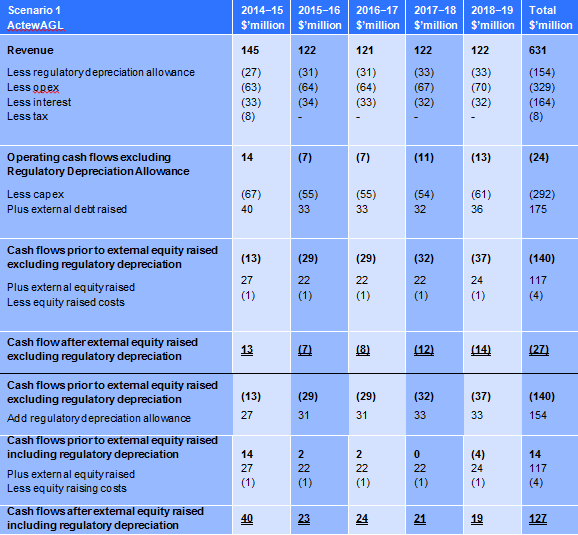 Scenario 1 2014–15 2015–16 2016–17 2017–18 2018–19 Total
ActewAGL $'million $'million $'million $'million $'million $'million
Revenue 145 122 121 122 122 631
Less regulatory depreciation allowance (27) (31) (31) (33) (33) (154)
Less opex (63) (64) (64) (67) (70) (329)
Less interest (33) (34) (33) (32) (32) (164)
Less tax (8) - - - - (8)
Operating cash flows excluding 14 (7) (7) (11) (13) (24)
Regulatory Depreciation Allowance
Less capex (67) (55) (55) (54) (61) (292)
Plus external debt raised 40 33 33 32 36 175
Cash flows prior to external equity raised (13) (29) (29) (32) (37) (140)
excluding regulatory depreciation
Plus external equity raised 27 22 22 22 24 117
Less equity raised costs (1) (1) (1) (1) (1) (4)
Cash flow after external equity raised 13 (7) (8) (12) (14) (27)
excluding regulatory depreciation
Cash flows prior to external equity raised (13) (29) (29) (32) (37) (140)
excluding regulatory depreciation
Add regulatory depreciation allowance 27 31 31 33 33 154
Cash flows prior to external equity raised
including regulatory depreciation 14 2 2 0 (4) 14
Plus external equity raised 27 22 22 22 24 117
Less equity raising costs (1) (1) (1) (1) (1) (4)
Cash flows after external equity raised 40 23 24 21 19 127
including regulatory depreciation